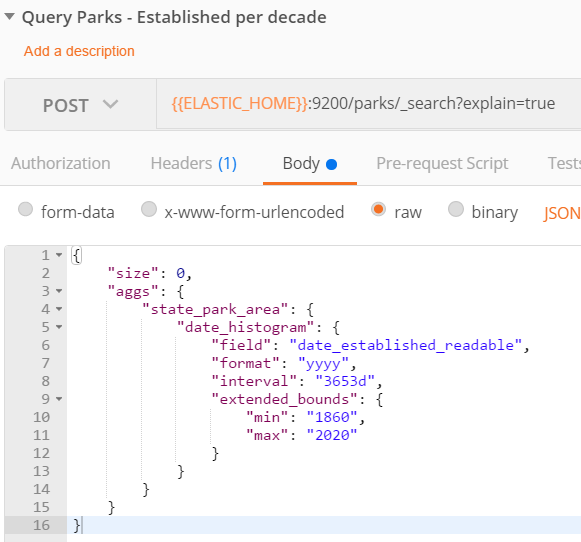 Query Parks - Established per decade
Add a description
POST {{ELASTIC_HOME}}:9200/parks/_search?explain=true
Authorization Headers (1) Body Pre-request Script Tests
form-data x-www-form-urlencoded raw binary JSON
1 {
2 "size": 0,
3 "aggs": {
4 "state_park_area": {
5 "date_histogram": {
6 "field": "date_established_readable",
7 "format": "yyyy",
8 "interval": "3653d",
9 "extended_bounds": {
10 "min": "1860",
11 "max": "2020"
12 }
13 }
14 }
15 }
16 }